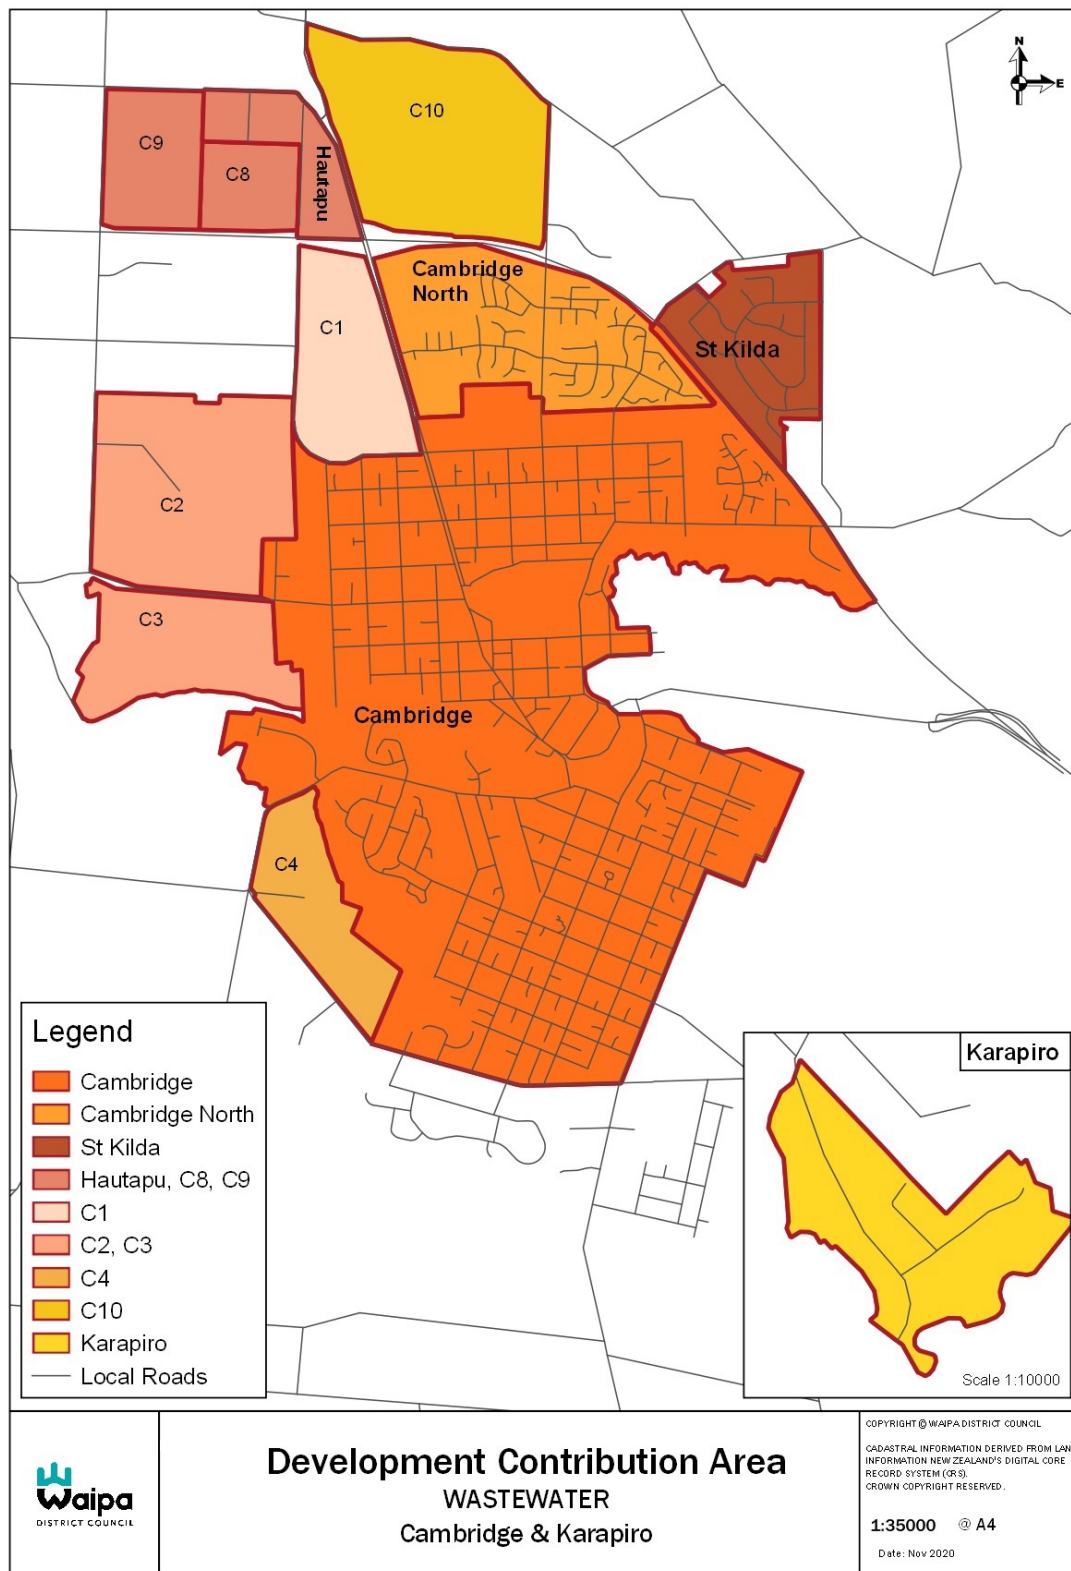 N
E
C10
C9
C8
Hautapu
Cambridge
North
C1
St Kilda
C2
C3
Cambridge
C4
Legend
Cambridge
Cambridge North
St Kilda
Hautapu, C8, C9
C1
C2, C3
C4
C10
Karapiro
Local Roads
Karapiro
Scale 1:10000
Waipa
DISTRICT COUNCIL
Development Contribution Area
WASTEWATER
Cambridge & Karapiro
COPYRIGHT © WAIPA DISTRICT COUNCIL
CADASTRAL INFORMATION DERIVED FROM LAN
INFORMATION NEW ZEALAND'S DIGITAL CORE
RECORD SYSTEM (CRS).
CROWN COPYRIGHT RESERVED.
1:35000 @ A4
Date: Nov 2020